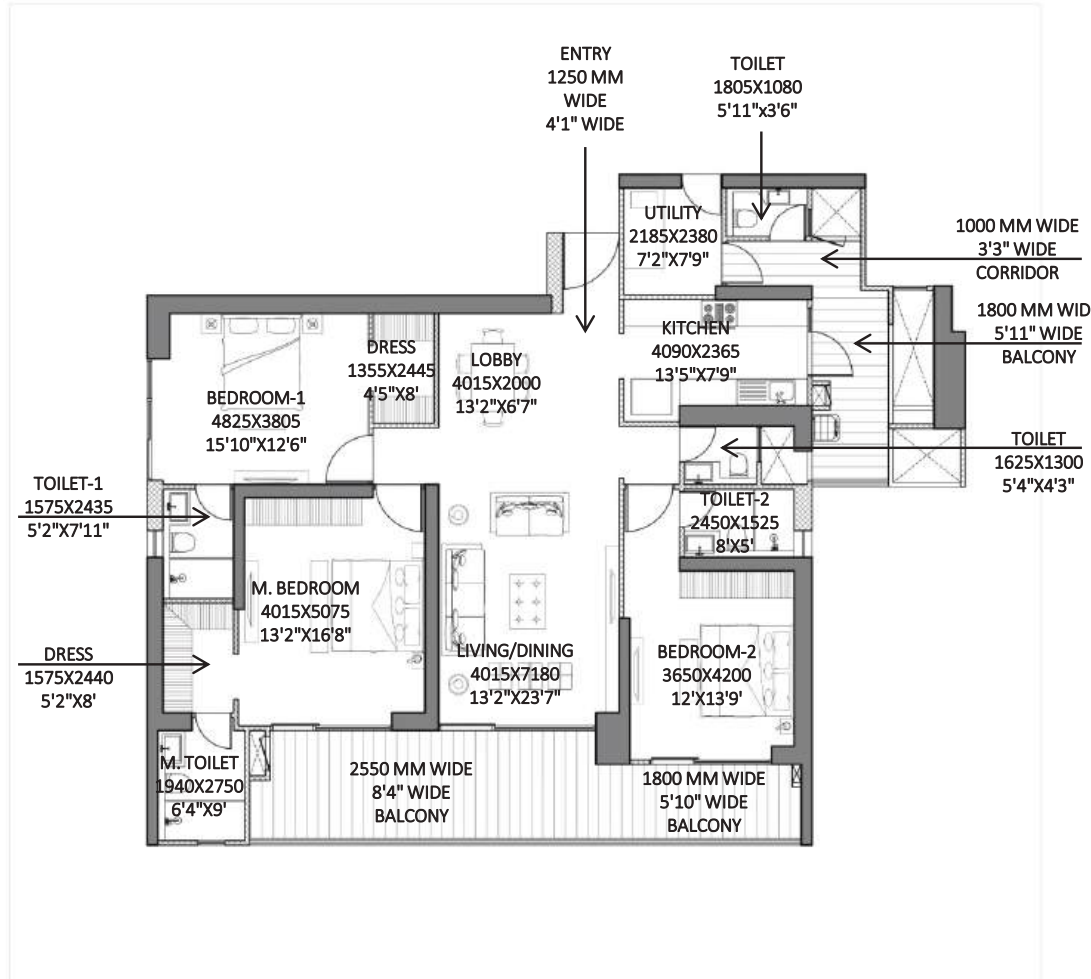 ENTRY
1250 MM
WIDE
4'1" WIDE
TOILET
1805X1080
5'11"x3'6"
UTILITY
2185X2380
7'2"X7'9"
1000 MM WIDE
3'3" WIDE
CORRIDOR
1800 MM WID
5'11" WIDE
BALCONY
KITCHEN
4090X2365
13'5"X7'9"
DRESS
1355X2445
4'5"X8'
LOBBY
4015X2000
13'2"X6'7"
BEDROOM-1
4825X3805
15'10"X12'6"
TOILET
1625X1300
5'4"X4'3"
TOILET-1
1575X2435
5'2"X7'11"
TOILET-2
2450X1525
8'X5'
M. BEDROOM
4015X5075
13'2"X16'8"
LIVING/DINING
4015X7180
13'2"X23'7"
BEDROOM-2
3650X4200
12'X13'9'
DRESS
1575X2440
5'2"X8'
M. TOILET
1940X2750
6'4"X9'
2550 MM WIDE
8'4" WIDE
BALCONY
1800 MM WIDE
5'10" WIDE
BALCONY